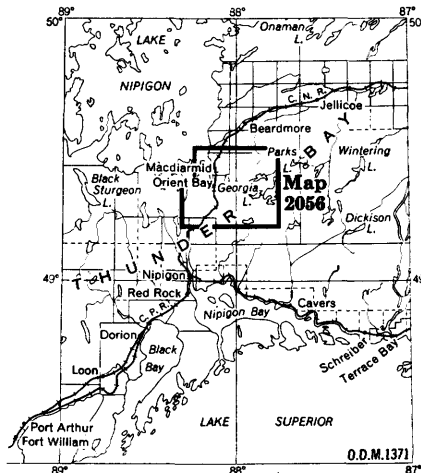 50° 50°
89° 88° 87°
LAKE
NIPIGON
Onaman
L.
C.N.R.
Jellicoe
Beardmore
Macdiarmid
Orient Bay
Parks
L.
Georgia
L.
Map
2056
Wintering
L.
Black
Sturgeon
L.
Dickison
L.
THUNDER BAY
49° 49°
Nipigon
Red Rock
C.P.R.
Nipigon Bay
Cavers
Dorion
Black
Bay
Schreiber
Terrace Bay
Loon
Port Arthur
Fort William
LAKE SUPERIOR
O.D.M.1371
89° 88° 87°